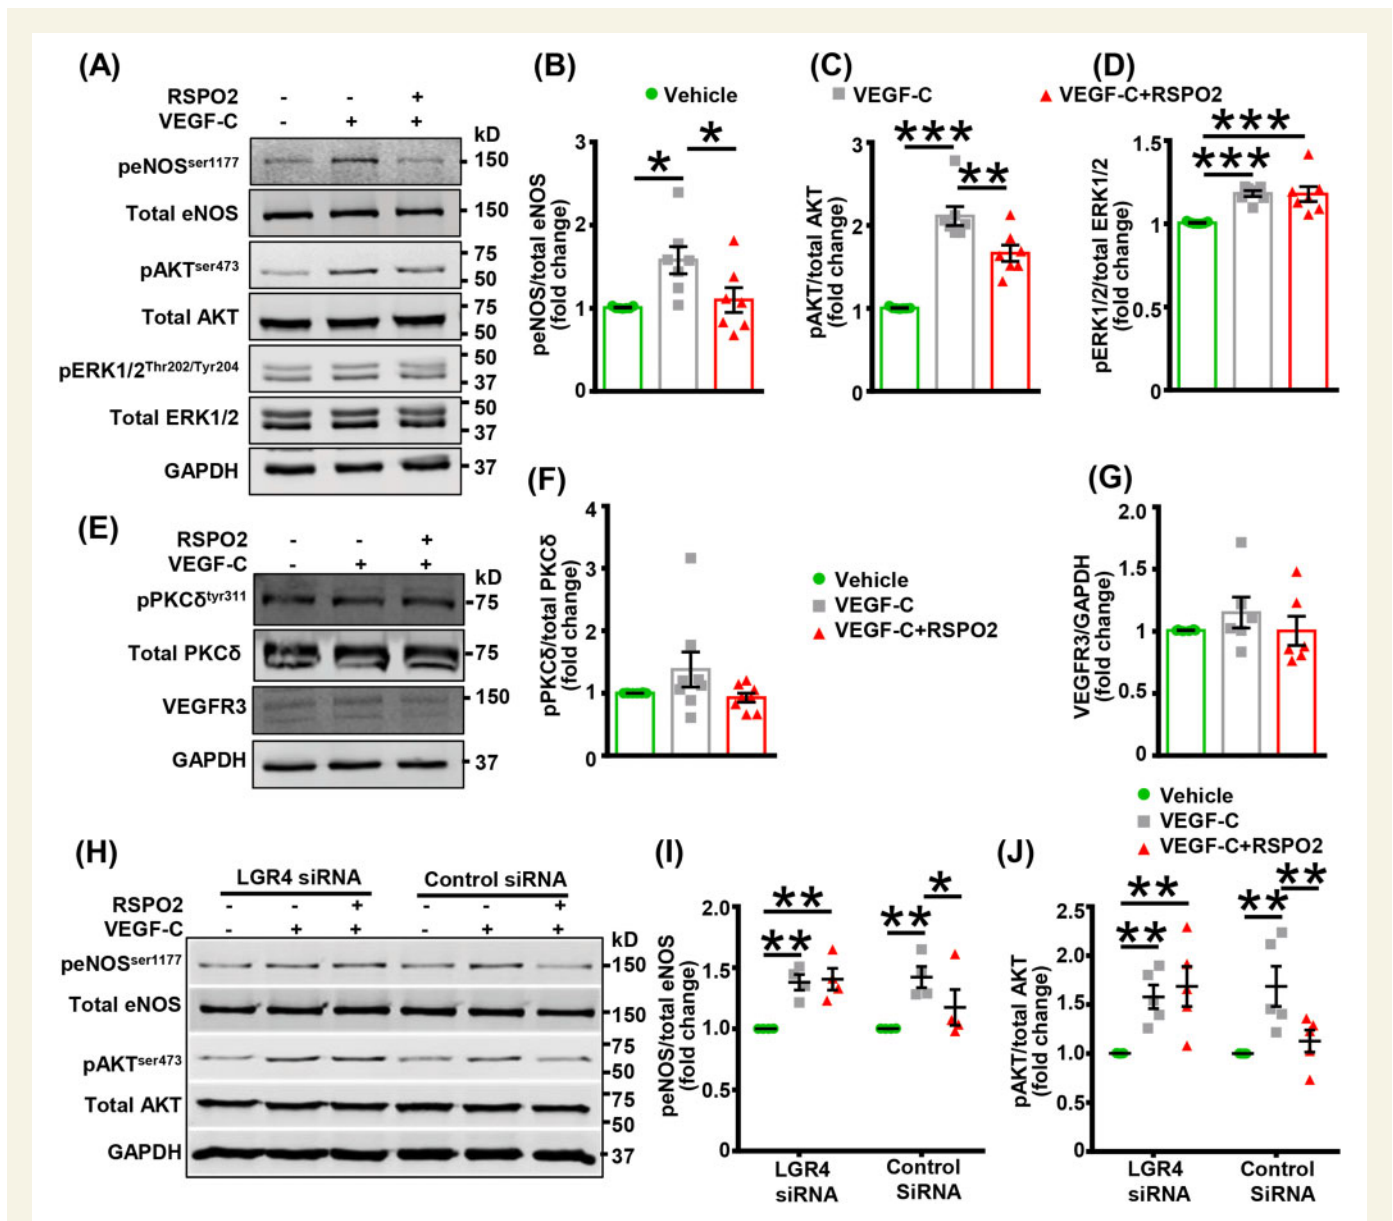 (A)
RSPO2 - - +
VEGF-C - + +
kD
peNOSser1177 150
Total eNOS 150
75
pAKTser473 50
Total AKT 75
50
pERK1/2Thr202/Tyr204 50
37
Total ERK1/2 50
37
GAPDH 37
(B)
Vehicle
peNOS/total eNOS
(fold change)
3
2
1
0
* *
(C)
VEGF-C
pAKT/total AKT
(fold change)
3
2
1
0
*** **
(D)
VEGF-C+RSPO2
pERK1/2/total ERK1/2
(fold change)
1.5
1
0.5
0
***
***
(E)
RSPO2 - - +
VEGF-C - + +
kD
pPKCδtyr311 75
Total PKCδ 75
VEGFR3 150
GAPDH 37
(F)
pPKCδ/total PKCδ
(fold change)
4
3
2
1
0
Vehicle
VEGF-C
VEGF-C+RSPO2
(G)
VEGFR3/GAPDH
(fold change)
2.0
1.5
1
0.5
0
Vehicle
VEGF-C
VEGF-C+RSPO2
(H)
LGR4 siRNA Control siRNA
RSPO2 - - + - - +
VEGF-C - + + - + +
kD
peNOSser1177 150
Total eNOS 150
75
pAKTser473 50
Total AKT 75
50
GAPDH 37
(I)
peNOS/total eNOS
(fold change)
2.0
1.5
1.0
0.5
0
**
**
*
**
LGR4
siRNA
Control
SiRNA
(J)
pAKT/total AKT
(fold change)
2.5
2.0
1.5
1.0
0.5
0
**
**
**
**
LGR4
siRNA
Control
SiRNA